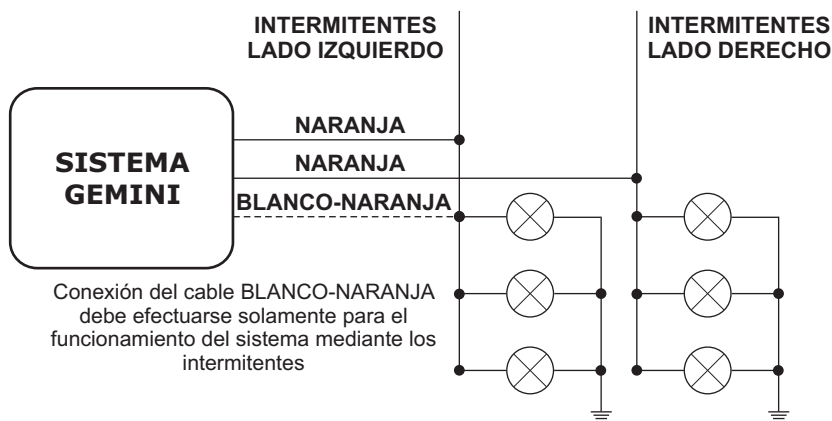 INTERMITENTES
LADO IZQUIERDO
INTERMITENTES
LADO DERECHO
SISTEMA
GEMINI
NARANJA
NARANJA
BLANCO-NARANJA
Conexión del cable BLANCO-NARANJA
debe efectuarse solamente para el
funcionamiento del sistema mediante los
intermitentes